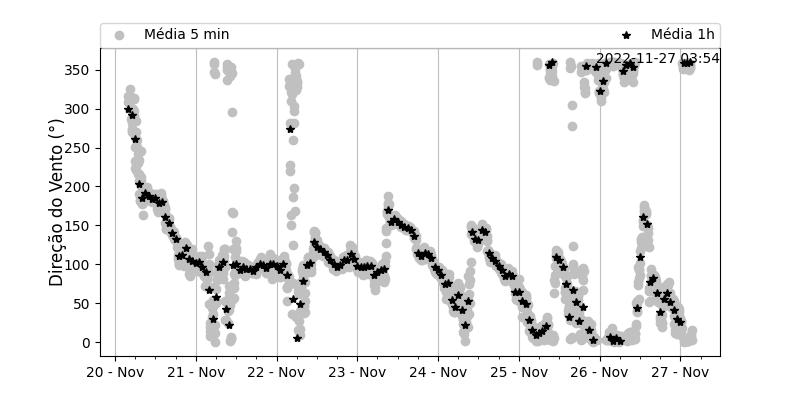 Média 5 min
Média 1h
2022-11-27 03:54
Direção do Vento (°)
350
300
250
200
150
100
50
0
20 - Nov
21 - Nov
22 - Nov
23 - Nov
24 - Nov
25 - Nov
26 - Nov
27 - Nov